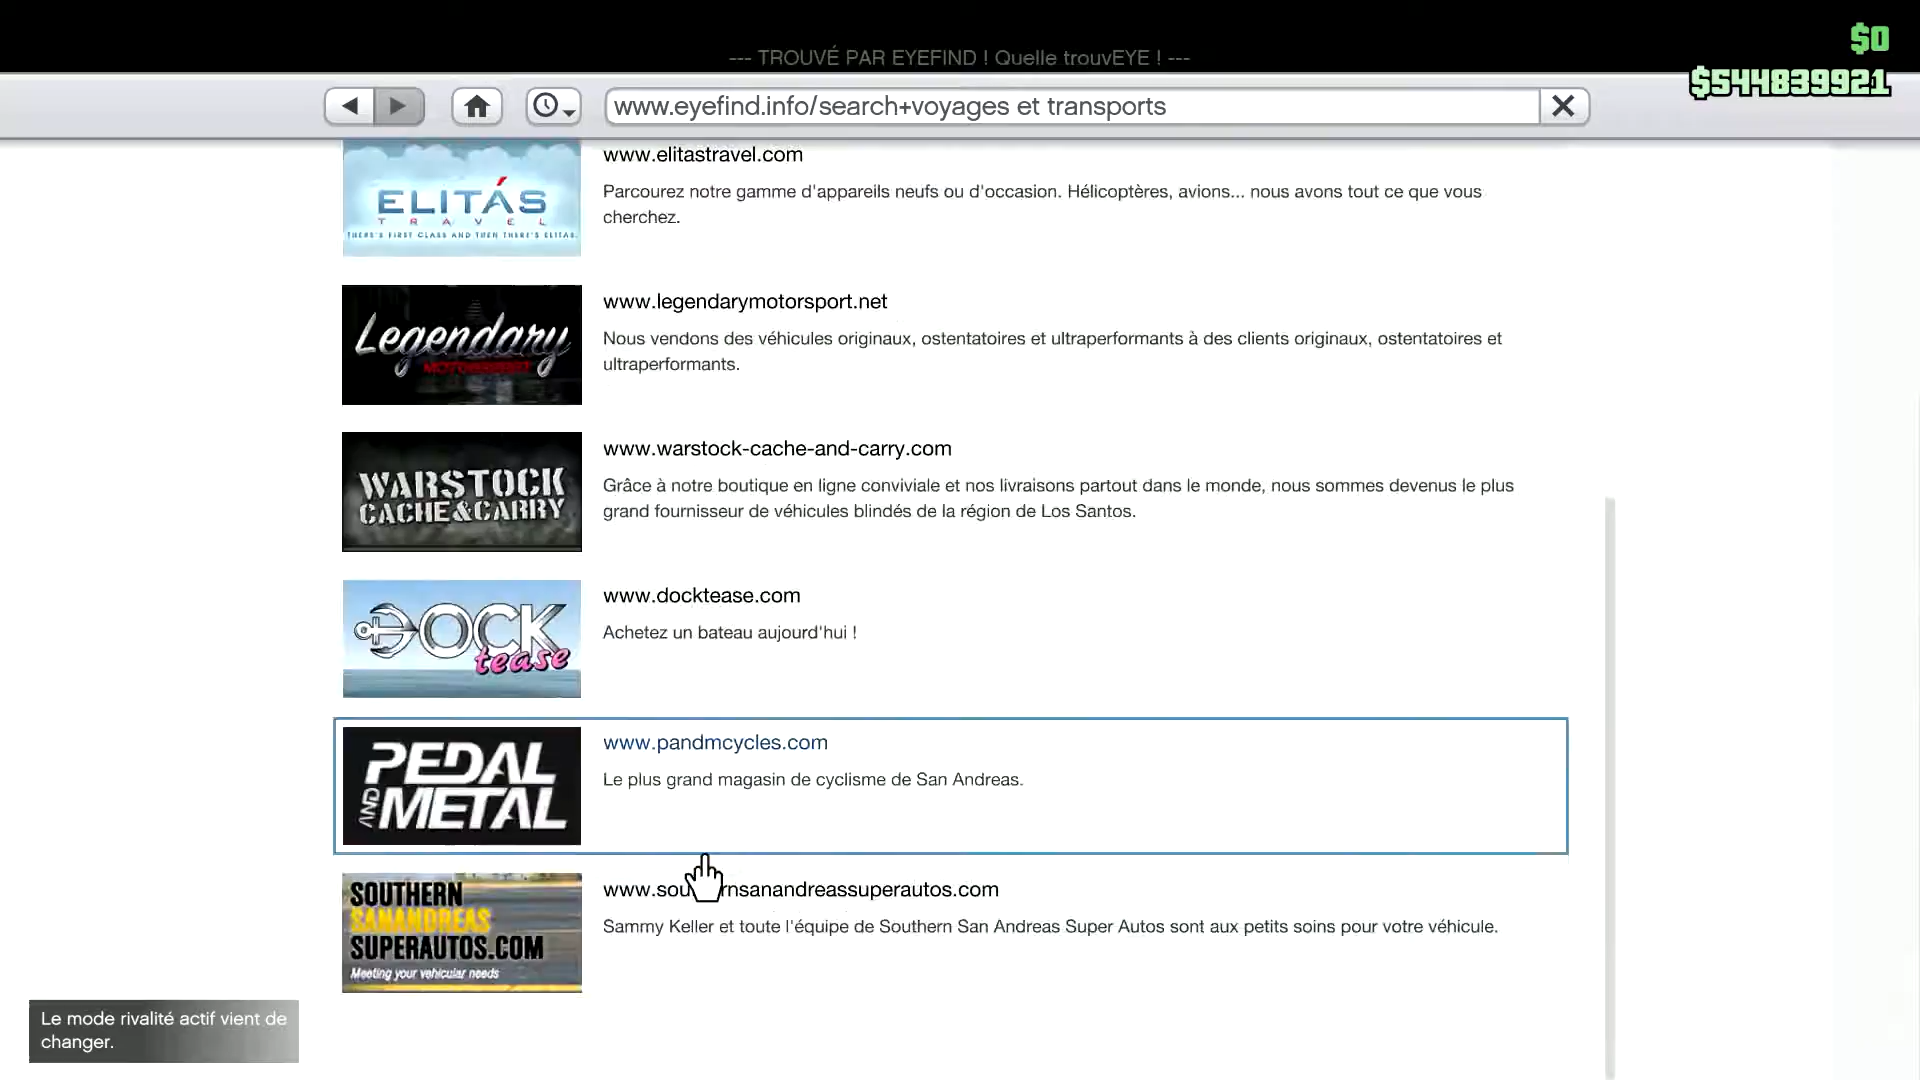 $0
--- TROUVÉ PAR EYEFIND ! Quelle trouvEYE ! ---
$544839921
www.eyefind.info/search+voyages et transports
ELITÁS
TRAVEL
THERE'S FIRST CLASS AND THEN THERE'S ELITAS.
www.elitastravel.com
Parcourez notre gamme d'appareils neufs ou d'occasion. Hélicoptères, avions... nous avons tout ce que vous
cherchez.
Legendary
MOTORSPORT
www.legendarymotorsport.net
Nous vendons des véhicules originaux, ostentatoires et ultraperformants à des clients originaux, ostentatoires et
ultraperformants.
WARSTOCK
CACHE&CARRY
www.warstock-cache-and-carry.com
Grâce à notre boutique en ligne conviviale et nos livraisons partout dans le monde, nous sommes devenus le plus
grand fournisseur de véhicules blindés de la région de Los Santos.
DOCK
tease
www.docktease.com
Achetez un bateau aujourd'hui !
PEDAL
AND METAL
www.pandmcycles.com
Le plus grand magasin de cyclisme de San Andreas.
SOUTHERN
SANANDREAS
SUPERAUTOS.COM
Meeting your vehicular needs
www.southernsanandreassuperautos.com
Sammy Keller et toute l'équipe de Southern San Andreas Super Autos sont aux petits soins pour votre véhicule.
Le mode rivalité actif vient de
changer.